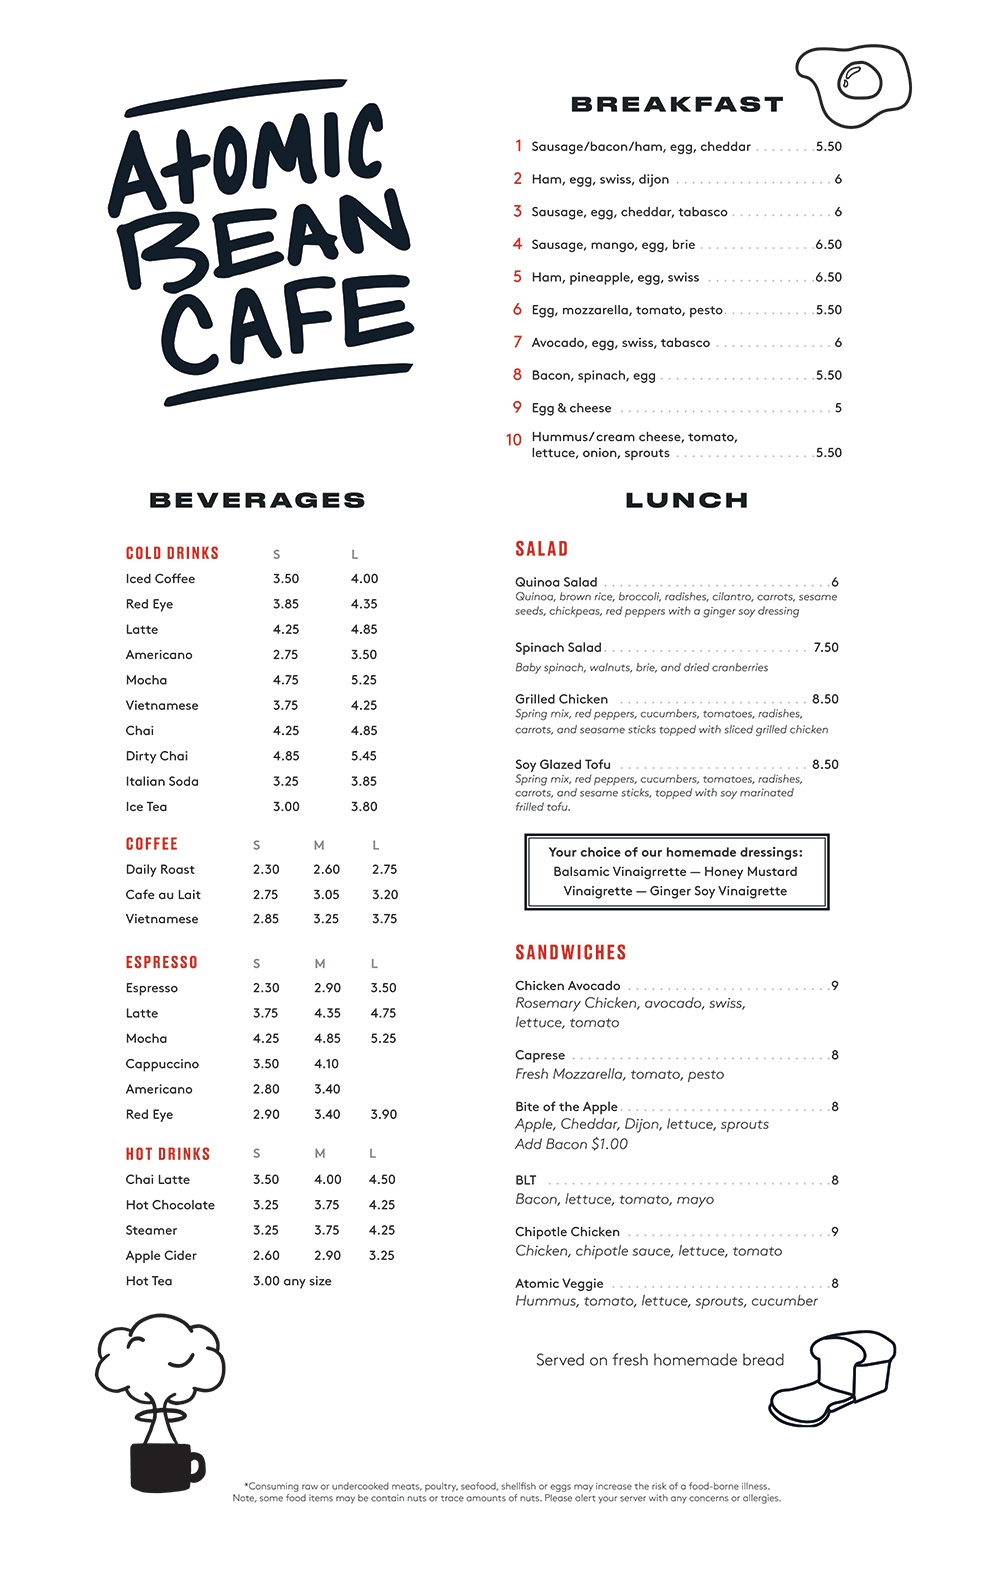 ATOMIC
BEAN
CAFE
BREAKFAST
1 Sausage/bacon/ham, egg, cheddar . . . . . . . 5.50
2 Ham, egg, swiss, dijon . . . . . . . . . . . . . . . . . . . 6
3 Sausage, egg, cheddar, tabasco . . . . . . . . . . . . 6
4 Sausage, mango, egg, brie . . . . . . . . . . . . . . 6.50
5 Ham, pineapple, egg, swiss . . . . . . . . . . . . . 6.50
6 Egg, mozzarella, tomato, pesto . . . . . . . . . . . 5.50
7 Avocado, egg, swiss, tabasco . . . . . . . . . . . . . . 6
8 Bacon, spinach, egg . . . . . . . . . . . . . . . . . . 5.50
9 Egg & cheese . . . . . . . . . . . . . . . . . . . . . . . . 5
10 Hummus/cream cheese, tomato,
lettuce, onion, sprouts . . . . . . . . . . . . . . . . 5.50
BEVERAGES
COLD DRINKS S L
Iced Coffee 3.50 4.00
Red Eye 3.85 4.35
Latte 4.25 4.85
Americano 2.75 3.50
Mocha 4.75 5.25
Vietnamese 3.75 4.25
Chai 4.25 4.85
Dirty Chai 4.85 5.45
Italian Soda 3.25 3.85
Ice Tea 3.00 3.80
COFFEE S M L
Daily Roast 2.30 2.60 2.75
Cafe au Lait 2.75 3.05 3.20
Vietnamese 2.85 3.25 3.75
ESPRESSO S M L
Espresso 2.30 2.90 3.50
Latte 3.75 4.35 4.75
Mocha 4.25 4.85 5.25
Cappuccino 3.50 4.10
Americano 2.80 3.40
Red Eye 2.90 3.40 3.90
HOT DRINKS S M L
Chai Latte 3.50 4.00 4.50
Hot Chocolate 3.25 3.75 4.25
Steamer 3.25 3.75 4.25
Apple Cider 2.60 2.90 3.25
Hot Tea 3.00 any size
LUNCH
SALAD
Quinoa Salad . . . . . . . . . . . . . . . . . . . . . . . . . 6
Quinoa, brown rice, broccoli, radishes, cilantro, carrots, sesame
seeds, chickpeas, red peppers with a ginger soy dressing
Spinach Salad . . . . . . . . . . . . . . . . . . . . . . . 7.50
Baby spinach, walnuts, brie, and dried cranberries
Grilled Chicken . . . . . . . . . . . . . . . . . . . . . 8.50
Spring mix, red peppers, cucumbers, tomatoes, radishes,
carrots, and seasame sticks topped with sliced grilled chicken
Soy Glazed Tofu . . . . . . . . . . . . . . . . . . . . . 8.50
Spring mix, red peppers, cucumbers, tomatoes, radishes,
carrots, and sesame sticks, topped with soy marinated
frilled tofu.
Your choice of our homemade dressings:
Balsamic Vinaigrrette — Honey Mustard
Vinaigrette — Ginger Soy Vinaigrette
SANDWICHES
Chicken Avocado . . . . . . . . . . . . . . . . . . . . . . 9
Rosemary Chicken, avocado, swiss,
lettuce, tomato
Caprese . . . . . . . . . . . . . . . . . . . . . . . . . . . . 8
Fresh Mozzarella, tomato, pesto
Bite of the Apple . . . . . . . . . . . . . . . . . . . . . . . 8
Apple, Cheddar, Dijon, lettuce, sprouts
Add Bacon $1.00
BLT . . . . . . . . . . . . . . . . . . . . . . . . . . . . . . . 8
Bacon, lettuce, tomato, mayo
Chipotle Chicken . . . . . . . . . . . . . . . . . . . . . . 9
Chicken, chipotle sauce, lettuce, tomato
Atomic Veggie . . . . . . . . . . . . . . . . . . . . . . . . 8
Hummus, tomato, lettuce, sprouts, cucumber
Served on fresh homemade bread
*Consuming raw or undercooked meats, poultry, seafood, shellfish or eggs may increase the risk of a food-borne illness.
Note, some food items may be contain nuts or trace amounts of nuts. Please alert your server with any concerns or allergies.